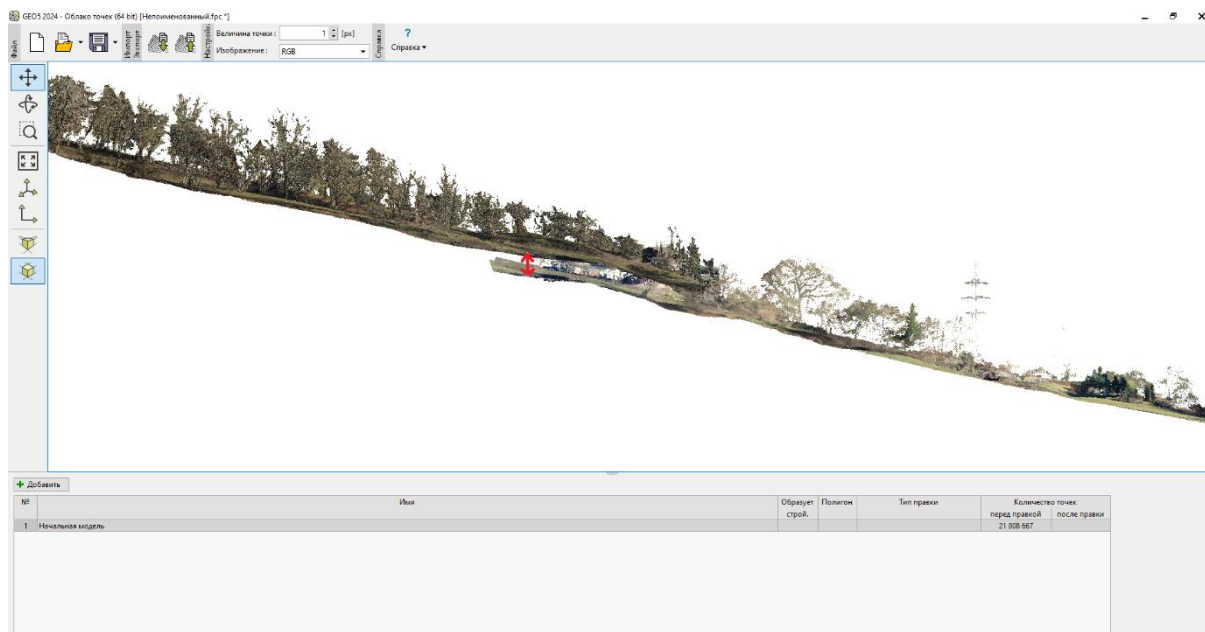 GEO5 2024 - Облако точек (64 bit) [Непоименованный.fpc *]
Файл
Импорт
Экспорт
Настройки
Величина точки :
1
[px]
Изображение :
RGB
Справка
?
Справка
Добавить
№
Имя
Образует строй.
Полигон
Тип правки
Количество точек
перед правкой
после правки
1 Начальная модель 21 808 667